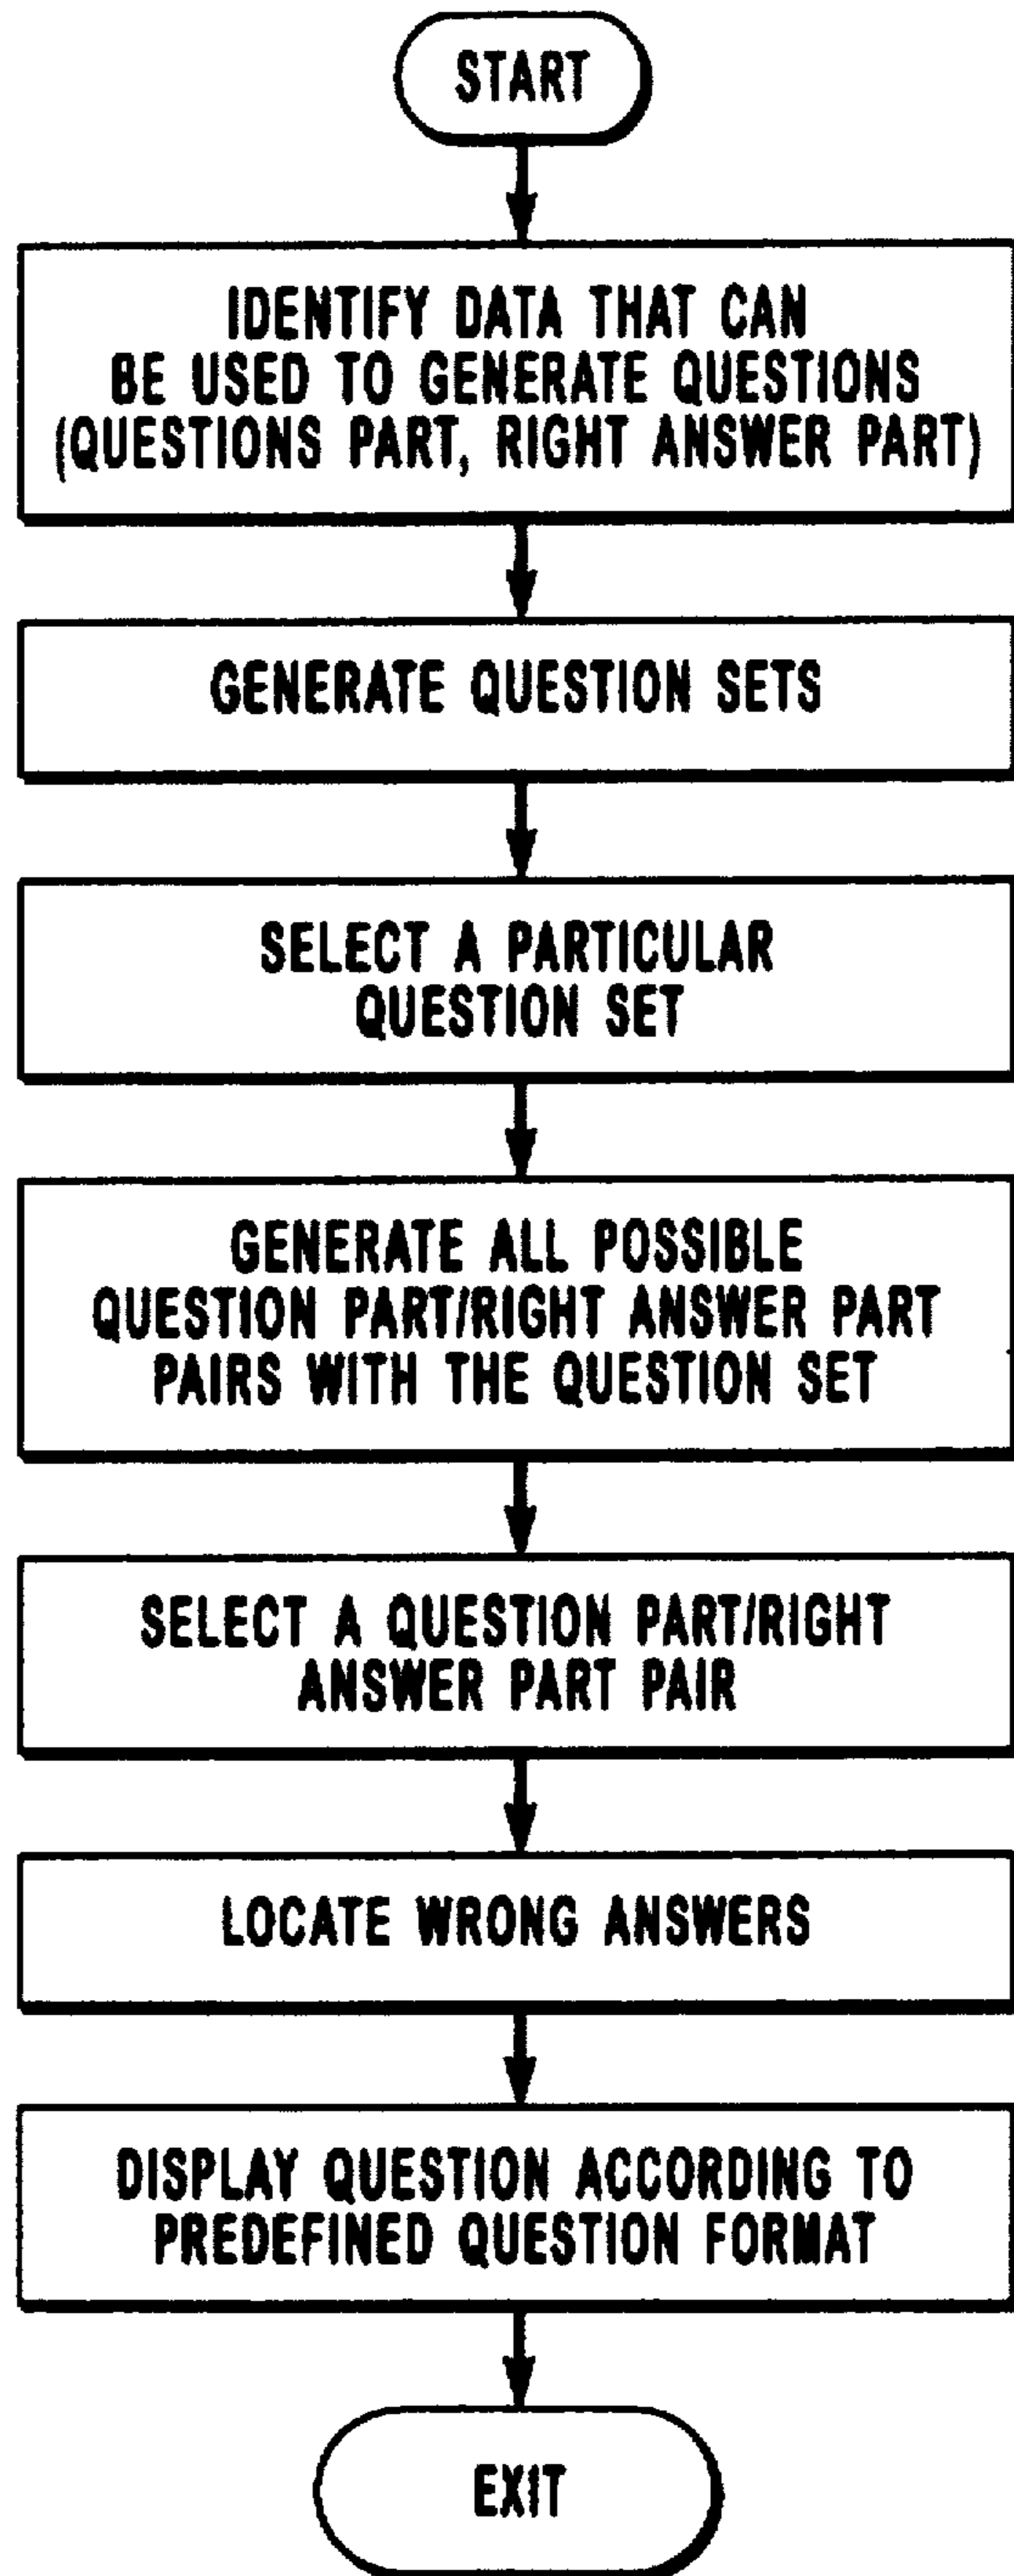 START
IDENTIFY DATA THAT CAN
BE USED TO GENERATE QUESTIONS
(QUESTIONS PART, RIGHT ANSWER PART)
GENERATE QUESTION SETS
SELECT A PARTICULAR
QUESTION SET
GENERATE ALL POSSIBLE
QUESTION PART/RIGHT ANSWER PART
PAIRS WITH THE QUESTION SET
SELECT A QUESTION PART/RIGHT
ANSWER PART PAIR
LOCATE WRONG ANSWERS
DISPLAY QUESTION ACCORDING TO
PREDEFINED QUESTION FORMAT
EXIT